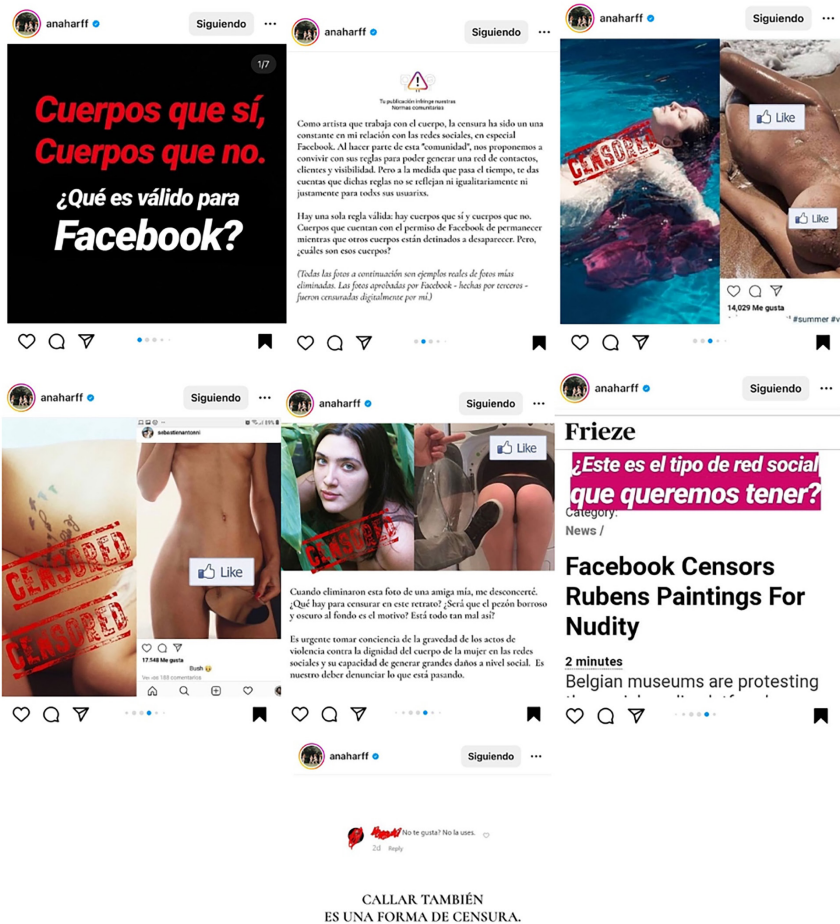 anaharff
Siguiendo
1/7
Cuerpos que sí,
Cuerpos que no.
¿Qué es válido para
Facebook?
anaharff
Siguiendo
Tu publicación infringe nuestras
Normas comunitarias
Como artista que trabaja con el cuerpo, la censura ha sido un una
constante en mi relación con las redes sociales, en especial
Facebook. Al hacer parte de esta "comunidad", nos proponemos a
convivir con sus reglas para poder generar una red de contactos,
clientes y visibilidad. Pero a la medida que pasa el tiempo, te das
cuentas que dichas reglas no se reflejan ni igualitariamente ni
justamente para todxs sus usuarixs.
Hay una sola regla válida: hay cuerpos que sí y cuerpos que no.
Cuerpos que cuentan con el permiso de Facebook de permanecer
mientras que otros cuerpos están detinados a desaparecer. Pero,
¿cuáles son esos cuerpos?
(Todas las fotos a continuación son ejemplos reales de fotos mías
eliminadas. Las fotos aprobadas por Facebook - hechas por terceros -
fueron censuradas digitalmente por mí.)
anaharff
Siguiendo
CENSORED
Like
Like
14,029 Me gusta
#summer #v
anaharff
Siguiendo
CENSORED
CENSORED
sebastienantonni
Like
17.148 Me gusta
Bush
Ver los 188 comentarios
anaharff
Siguiendo
CENSORED
Like
Cuando eliminaron esta foto de una amiga mía, me desconcerté.
¿Qué hay para censurar en este retrato? ¿Será que el pezón borroso
y oscuro al fondo es el motivo? Está todo tan mal así?
Es urgente tomar conciencia de la gravedad de los actos de
violencia contra la dignidad del cuerpo de la mujer en las redes
sociales y su capacidad de generar grandes daños a nivel social. Es
nuestro deber denunciar lo que está pasando.
anaharff
Siguiendo
Frieze
¿Este es el tipo de red social
que queremos tener?
Category:
News /
Facebook Censors
Rubens Paintings For
Nudity
2 minutes
Belgian museums are protesting
anaharff
Siguiendo
No te gusta? No la uses.
2d Reply
CALLAR TAMBIÉN
ES UNA FORMA DE CENSURA.